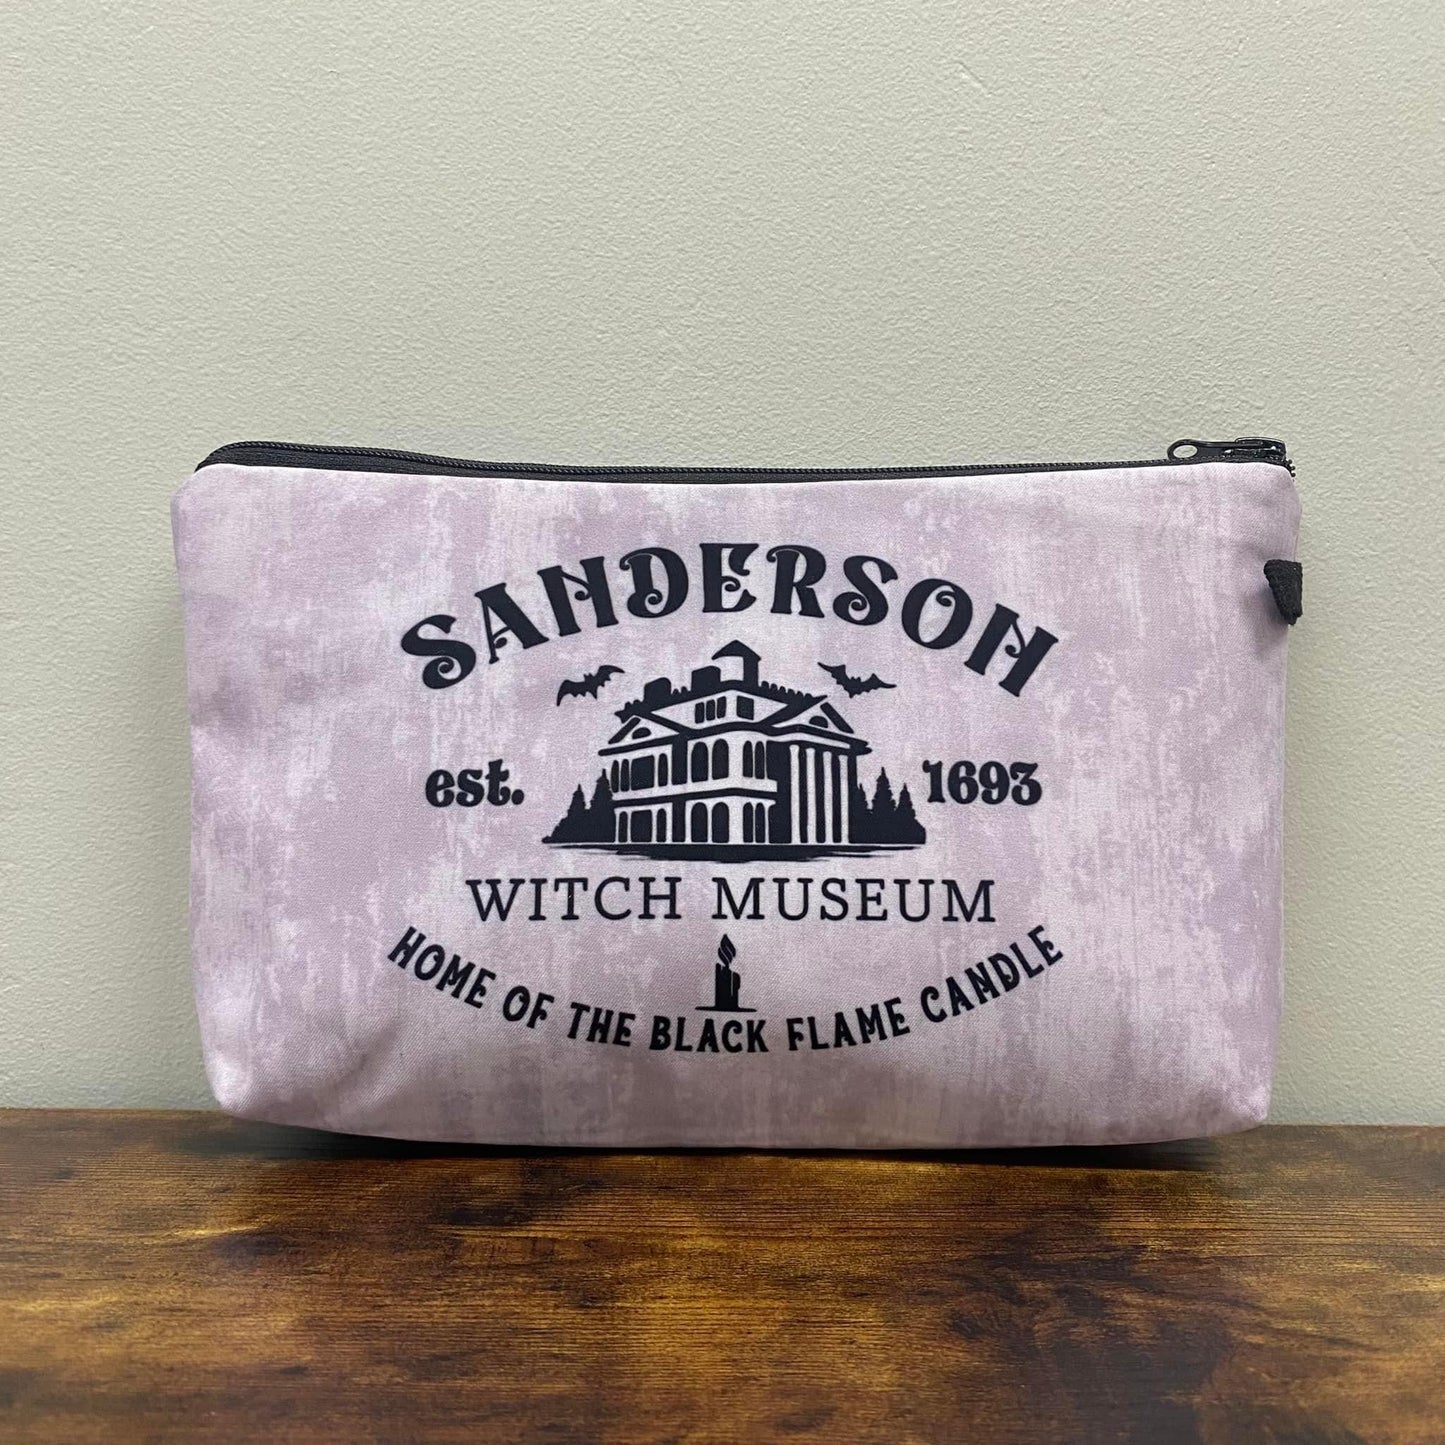 SANDERSON
est. 1693
WITCH MUSEUM
HOME OF THE BLACK FLAME CANDLE